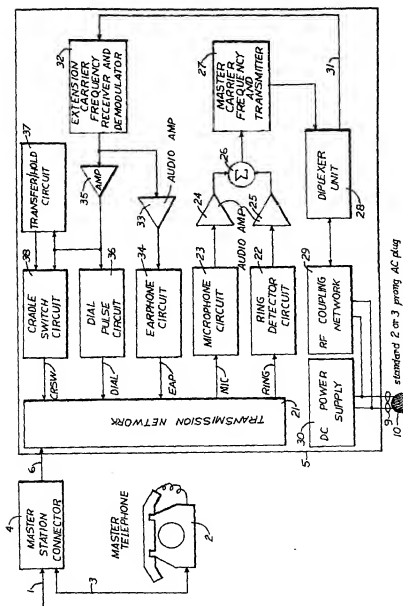 1
4
MASTER
STATION
CONNECTOR
6
3
MASTER
TELEPHONE
2
5
TRANSMISSION NETWORK
21
CRSW
DIAL
EAP
MIC
RING
38
CRADLE
SWITCH
CIRCUIT
TRANSFER/HOLD
CIRCUIT
37
DIAL
PULSE
CIRCUIT
36
AMP
35
EXTENSION
CARRIER
FREQUENCY
RECEIVER
AND
DEMODULATOR
32
EARPHONE
CIRCUIT
34
33
AUDIO AMP
MICROPHONE
CIRCUIT
23
24
AUDIO AMP
RING
DETECTOR
CIRCUIT
22
25
Σ
26
MASTER
CARRIER
FREQUENCY
AND
TRANSMITTER
27
DC POWER
SUPPLY
30
RF COUPLING
NETWORK
29
DIPLEXER
UNIT
28
31
9
10
standard 2 or 3 prong AC plug